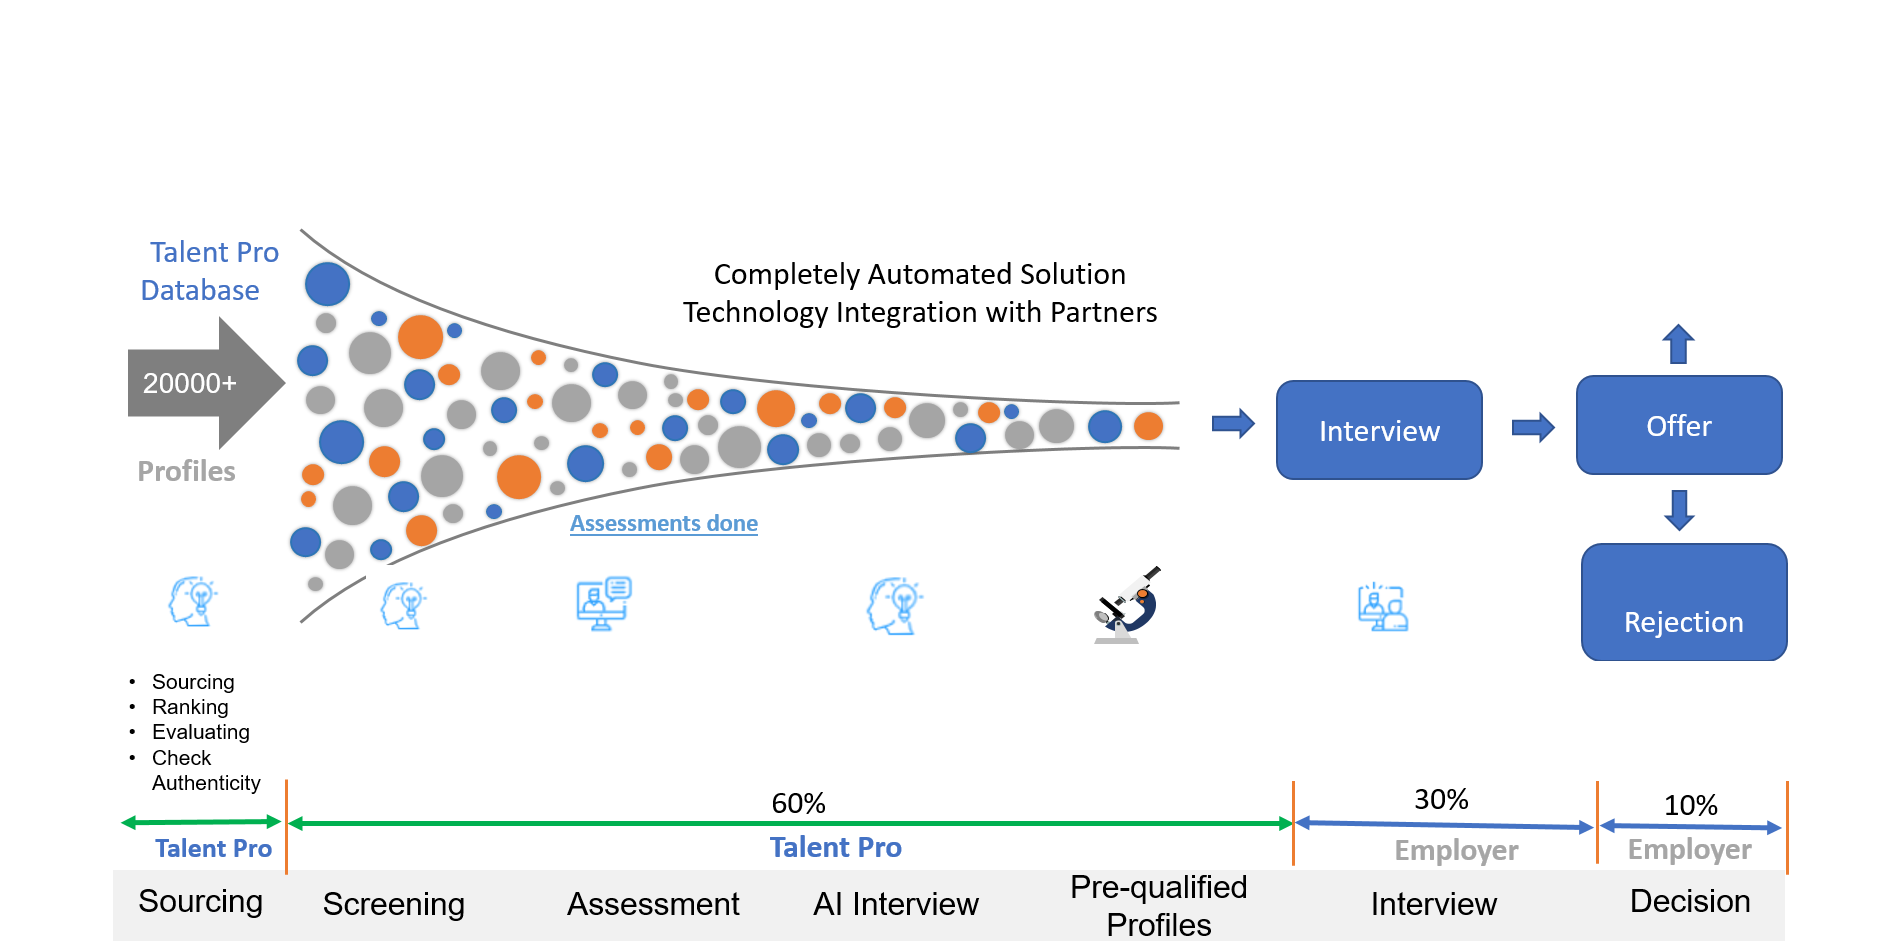 Talent Pro
Database
20000+
Profiles
Completely Automated Solution
Technology Integration with Partners
Assessments done
Interview
Offer
Rejection
• Sourcing
• Ranking
• Evaluating
• Check
Authenticity
60%
30%
10%
Talent Pro
Talent Pro
Employer
Employer
Sourcing
Screening
Assessment
AI Interview
Pre-qualified
Profiles
Interview
Decision